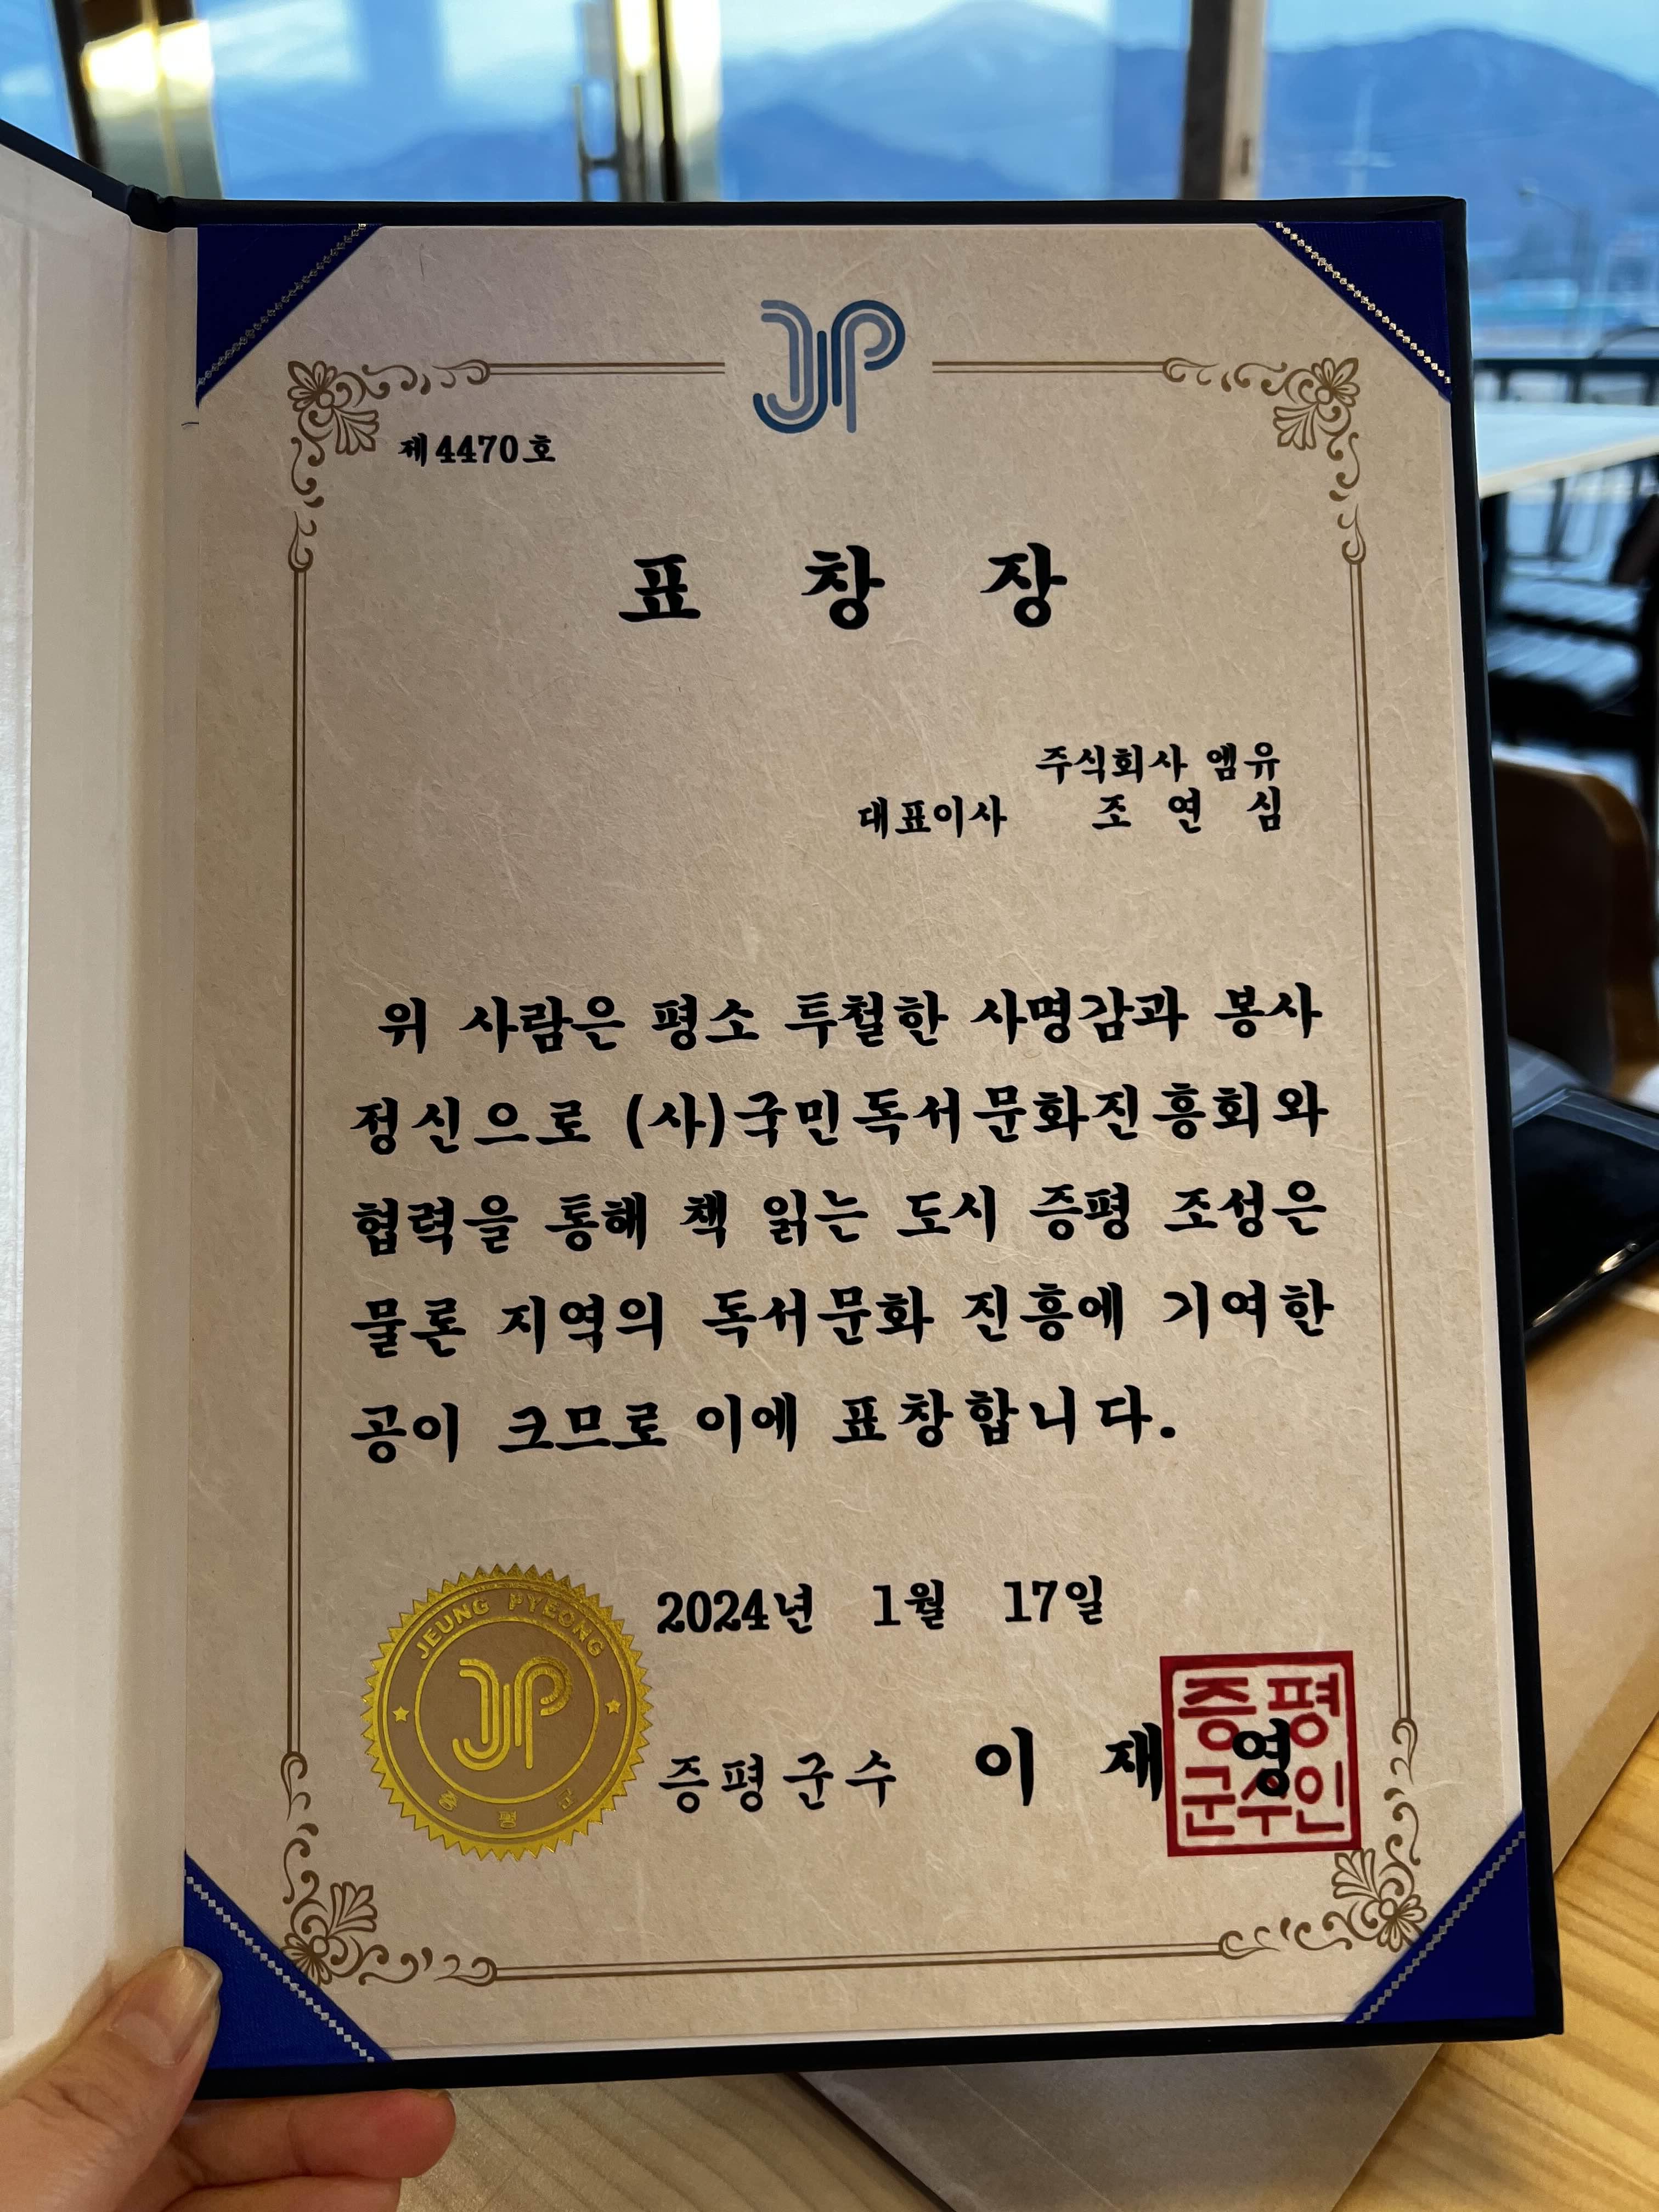 JP
제4470호
표 창 장
주식회사 엠유
대표이사 조 연 심
위 사람은 평소 투철한 사명감과 봉사
정신으로 (사)국민독서문화진흥회와
협력을 통해 책 읽는 도시 증평 조성은
물론 지역의 독서문화 진흥에 기여한
공이 크므로 이에 표창합니다.
2024년 1월 17일
증평군수 이 재 영
JEUNG PYEONG
JP
증 평 군
증평
군수인